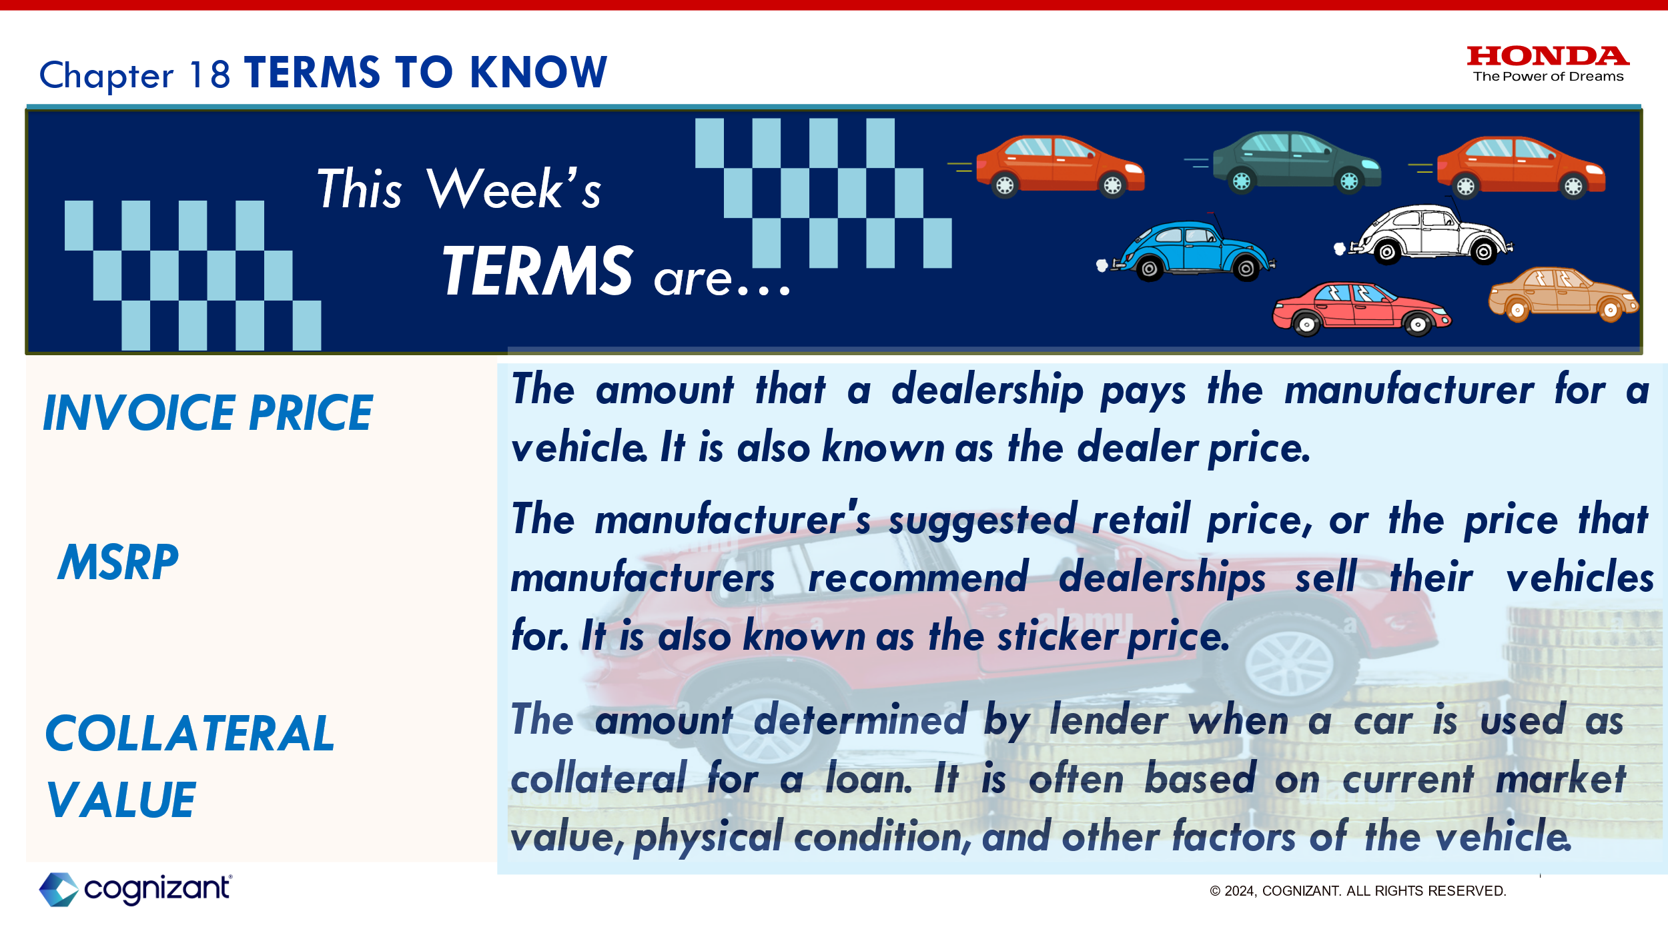 Chapter 18 TERMS TO KNOW
HONDA
The Power of Dreams
This Week's
TERMS are...
INVOICE PRICE
The amount that a dealership pays the manufacturer for a
vehicle. It is also known as the dealer price.
MSRP
The manufacturer's suggested retail price, or the price that
manufacturers recommend dealerships sell their vehicles
for. It is also known as the sticker price.
COLLATERAL
VALUE
The amount determined by lender when a car is used as
collateral for a loan. It is often based on current market
value, physical condition, and other factors of the vehicle.
alamy
a
a
cognizant
© 2024, COGNIZANT. ALL RIGHTS RESERVED.